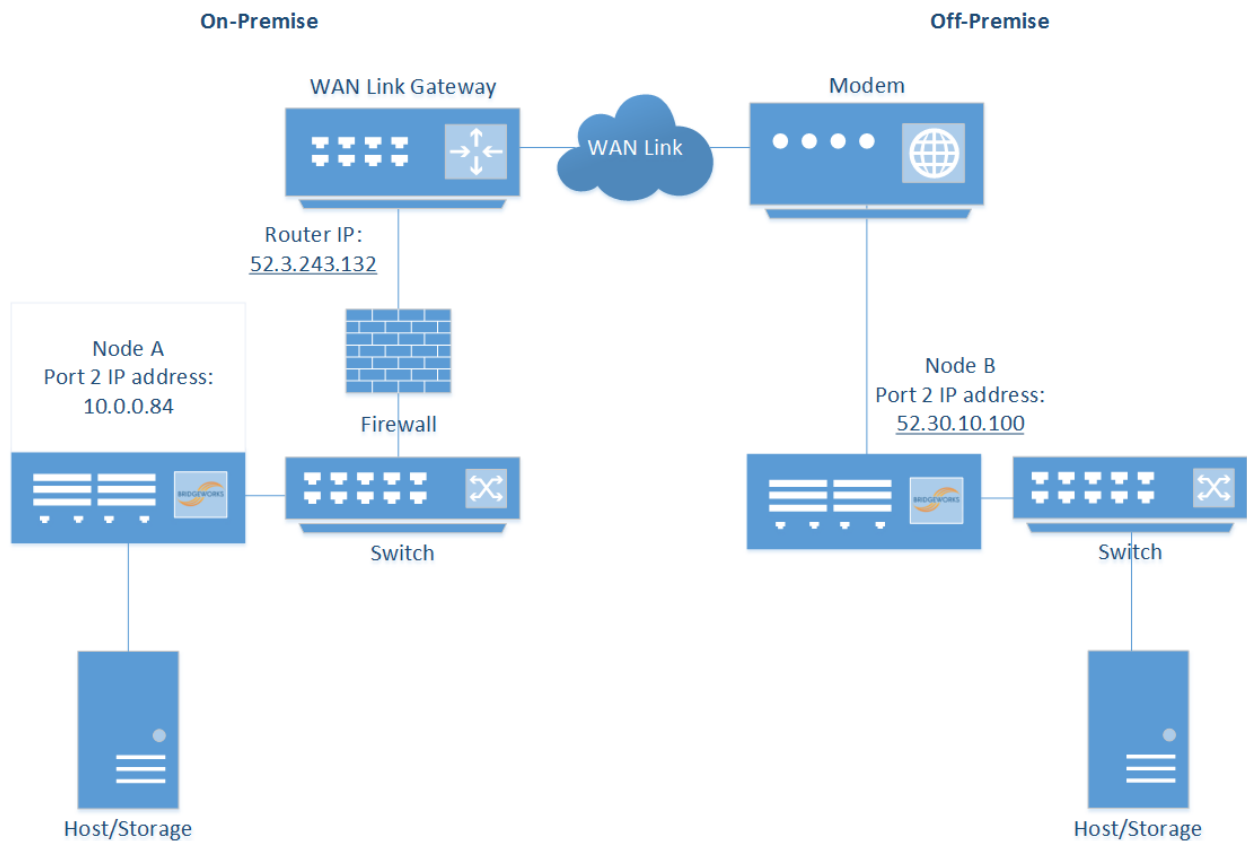 On-Premise
Off-Premise
WAN Link Gateway
Modem
WAN Link
Router IP:
52.3.243.132
Node A
Port 2 IP address:
10.0.0.84
Node B
Port 2 IP address:
52.30.10.100
Firewall
BRIDGEWORKS
BRIDGEWORKS
Switch
Switch
Host/Storage
Host/Storage